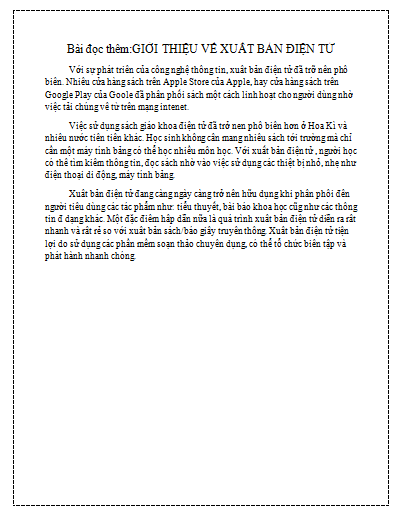 Bài đọc thêm:GIỚI THIỆU VỀ XUẤT BẢN ĐIỆN TỬ
Với sự phát triển của công nghệ thông tin, xuất bản điện tử đã trở nên phổ
biến. Nhiều cửa hàng sách trên Apple Store của Apple, hay cửa hàng sách trên
Google Play của Goole đã phân phối sách một cách linh hoạt cho người dùng nhờ
việc tải chúng về từ trên mạng intenet.
Việc sử dụng sách giáo khoa điện tử đã trở nen phổ biến hơn ở Hoa Kì và
nhiều nước tiên tiến khác. Học sinh không cần mang nhiều sách tới trường mà chỉ
cần một máy tính bảng có thể học nhiều môn học. Với xuất bản điện tử , người học
có thể tìm kiếm thông tin, đọc sách nhờ vào việc sử dụng các thiết bị nhỏ, nhẹ như
điện thoại di động, máy tính bảng.
Xuất bản điện tử đang càng ngày càng trở nên hữu dụng khi phân phối đến
người tiêu dùng các tác phẩm như: tiểu thuyết, bài báo khoa học cũg như các thông
tin đ dạng khác. Một đặc điểm hấp dẫn nữa là quá trình xuất bản điện tử diễn ra rất
nhanh và rất rẻ so với xuất bản sách/báo giấy truyền thống. Xuất bản điện tử tiện
lợi do sử dụng các phần mềm soạn thảo chuyên dụng, có thể tổ chức biên tập và
phát hành nhanh chóng.